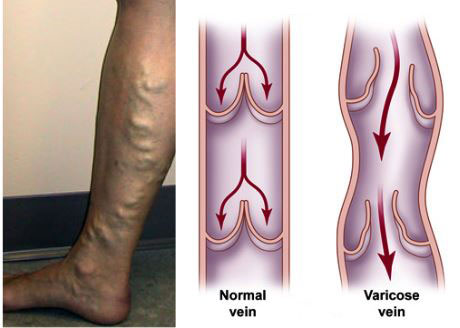 Normal
vein
Varicose
vein